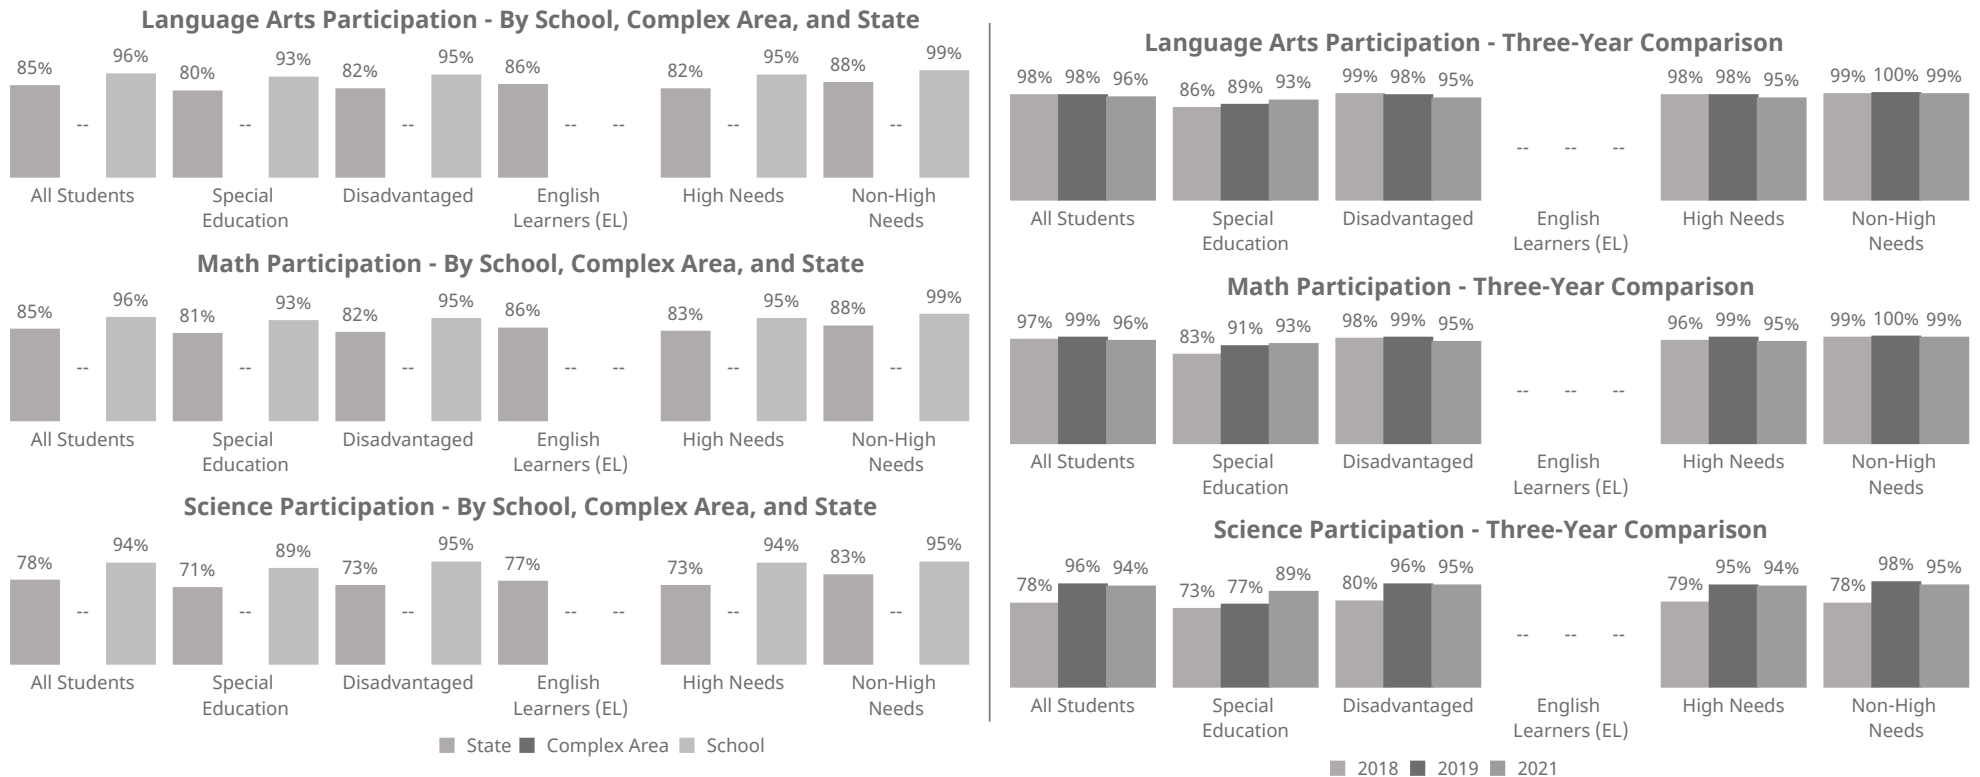 Language Arts Participation - By School, Complex Area, and State
85% -- 96% 80% -- 93% 82% -- 95% 86% -- -- 82% -- 95% 88% -- 99%
All Students Special Disadvantaged English High Needs Non-High
Education Learners (EL) Needs
Math Participation - By School, Complex Area, and State
85% -- 96% 81% -- 93% 82% -- 95% 86% -- -- 83% -- 95% 88% -- 99%
All Students Special Disadvantaged English High Needs Non-High
Education Learners (EL) Needs
Science Participation - By School, Complex Area, and State
78% -- 94% 71% -- 89% 73% -- 95% 77% -- -- 73% -- 94% 83% -- 95%
All Students Special Disadvantaged English High Needs Non-High
Education Learners (EL) Needs
State Complex Area School
Language Arts Participation - Three-Year Comparison
98% 98% 96% 86% 89% 93% 99% 98% 95% -- -- -- 98% 98% 95% 99% 100% 99%
All Students Special Disadvantaged English High Needs Non-High
Education Learners (EL) Needs
Math Participation - Three-Year Comparison
97% 99% 96% 83% 91% 93% 98% 99% 95% -- -- -- 96% 99% 95% 99% 100% 99%
All Students Special Disadvantaged English High Needs Non-High
Education Learners (EL) Needs
Science Participation - Three-Year Comparison
78% 96% 94% 73% 77% 89% 80% 96% 95% -- -- -- 79% 95% 94% 78% 98% 95%
All Students Special Disadvantaged English High Needs Non-High
Education Learners (EL) Needs
2018 2019 2021